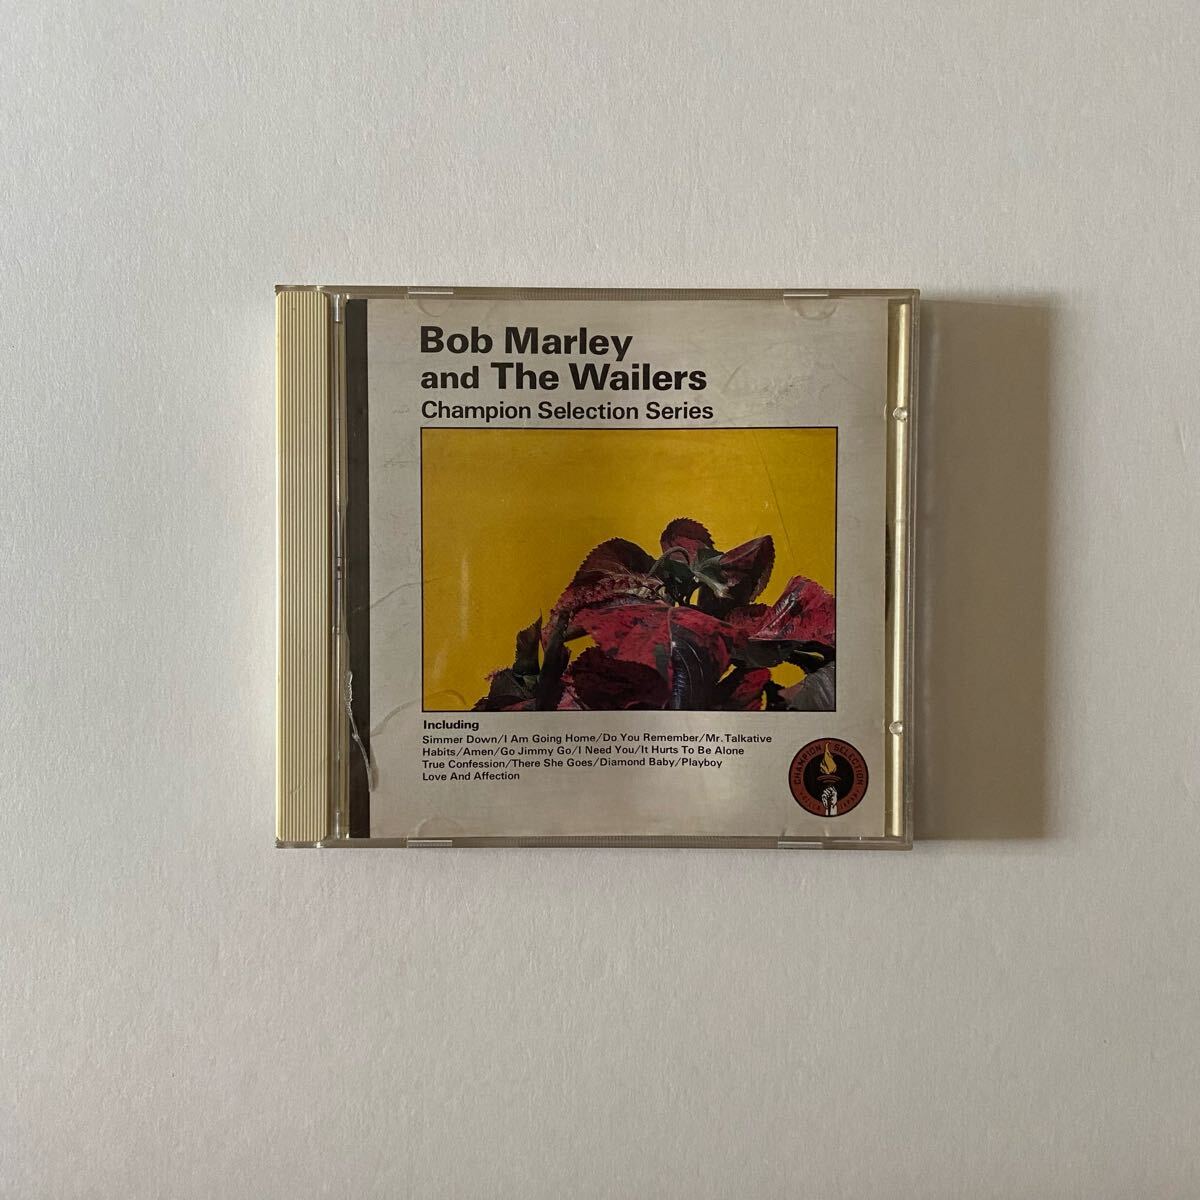 Bob Marley
and The Wailers
Champion Selection Series
Including
Simmer Down/I Am Going Home/Do You Remember/Mr. Talkative
Habits/Amen/Go Jimmy Go/I Need You/It Hurts To Be Alone
True Confession/There She Goes/Diamond Baby/Playboy
Love And Affection
CHAMPION SELECTION